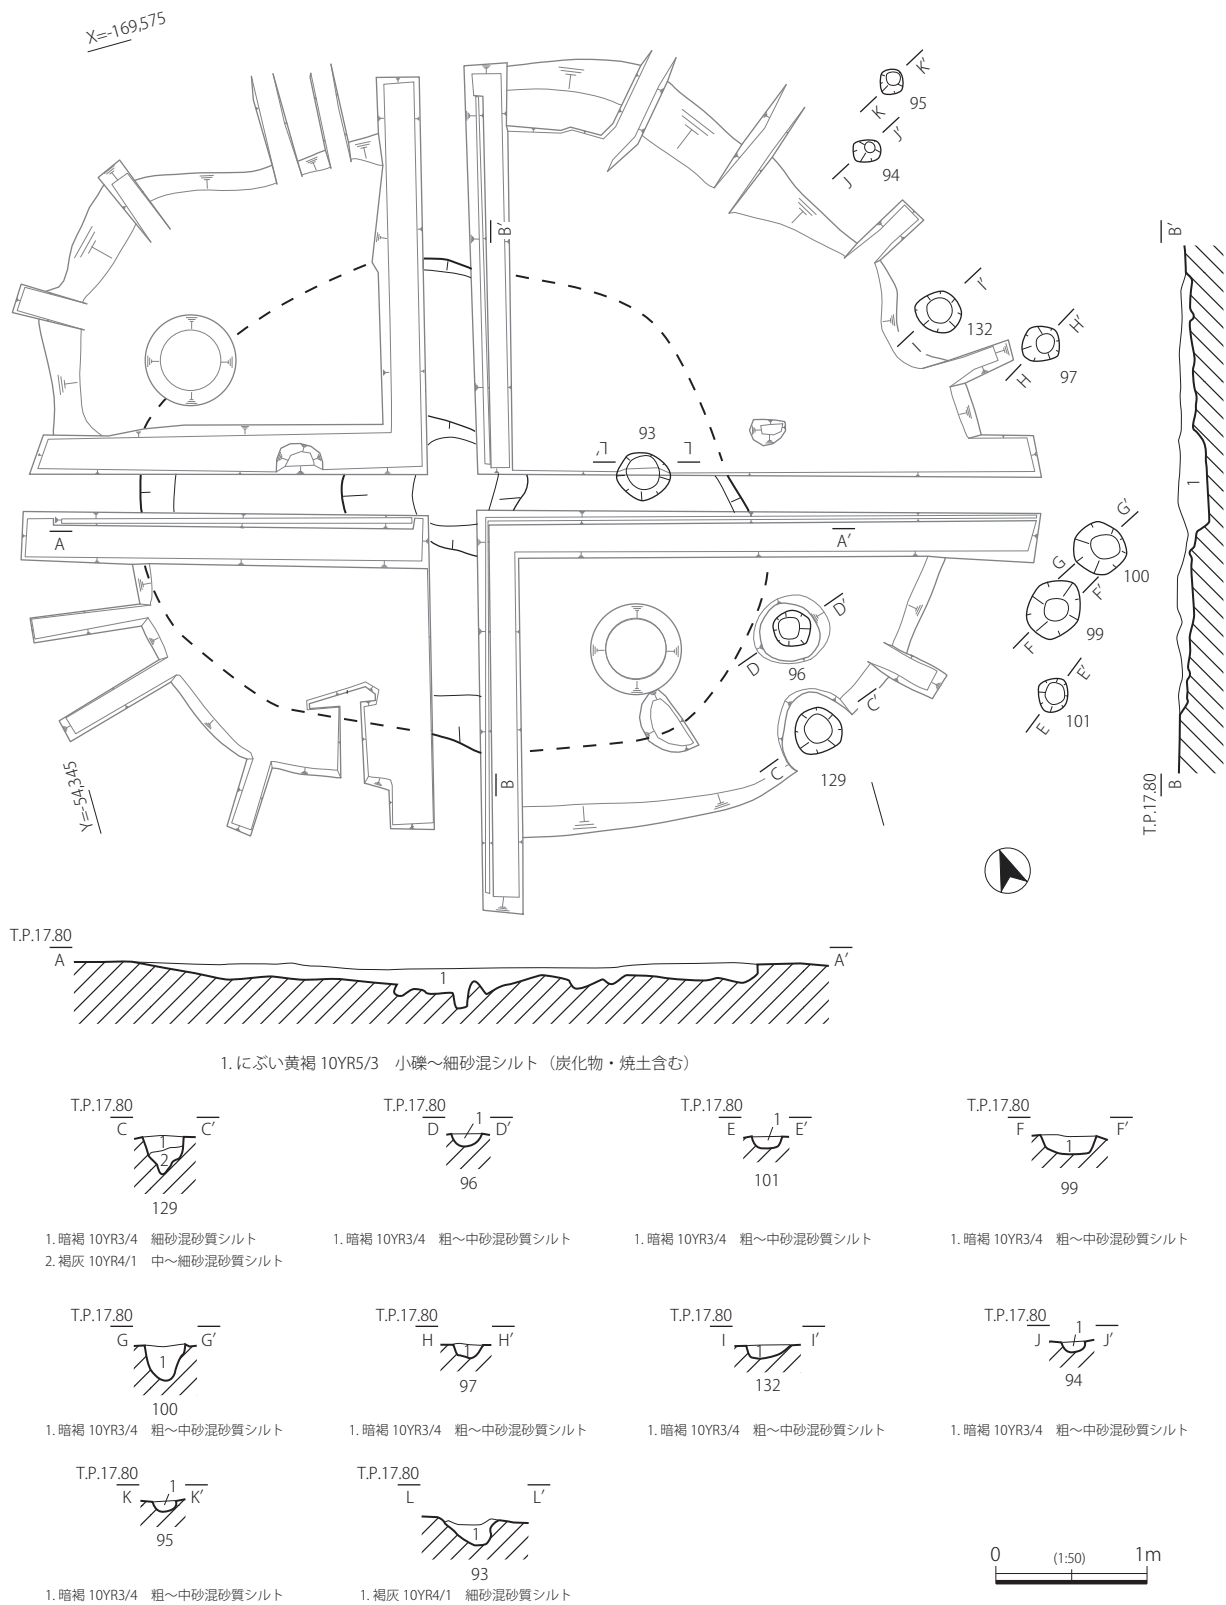 X=-169,575
K′
K
95
J′
J
94
B′
B′
I′
132
H′
H
97
93
L′
L
1
A
A′
G′
G
100
F′
F
99
D′
D
96
E′
E
101
C′
C
129
Y=-54,345
B
B
T.P.17.80
T.P.17.80
A
A′
1
1. にぶい黄褐 10YR5/3　小礫～細砂混シルト（炭化物・焼土含む）
T.P.17.80
C
C′
1
2
129
1. 暗褐 10YR3/4　細砂混砂質シルト
2. 褐灰 10YR4/1　中～細砂混砂質シルト
T.P.17.80
D
1
D′
96
1. 暗褐 10YR3/4　粗～中砂混砂質シルト
T.P.17.80
E
1
E′
101
1. 暗褐 10YR3/4　粗～中砂混砂質シルト
T.P.17.80
F
F′
1
99
1. 暗褐 10YR3/4　粗～中砂混砂質シルト
T.P.17.80
G
G′
1
100
1. 暗褐 10YR3/4　粗～中砂混砂質シルト
T.P.17.80
H
H′
1
97
1. 暗褐 10YR3/4　粗～中砂混砂質シルト
T.P.17.80
I
I′
1
132
1. 暗褐 10YR3/4　粗～中砂混砂質シルト
T.P.17.80
J
1
J′
94
1. 暗褐 10YR3/4　粗～中砂混砂質シルト
T.P.17.80
K
1
K′
95
1. 暗褐 10YR3/4　粗～中砂混砂質シルト
T.P.17.80
L
L′
1
93
1. 褐灰 10YR4/1　細砂混砂質シルト
0
(1:50)
1m